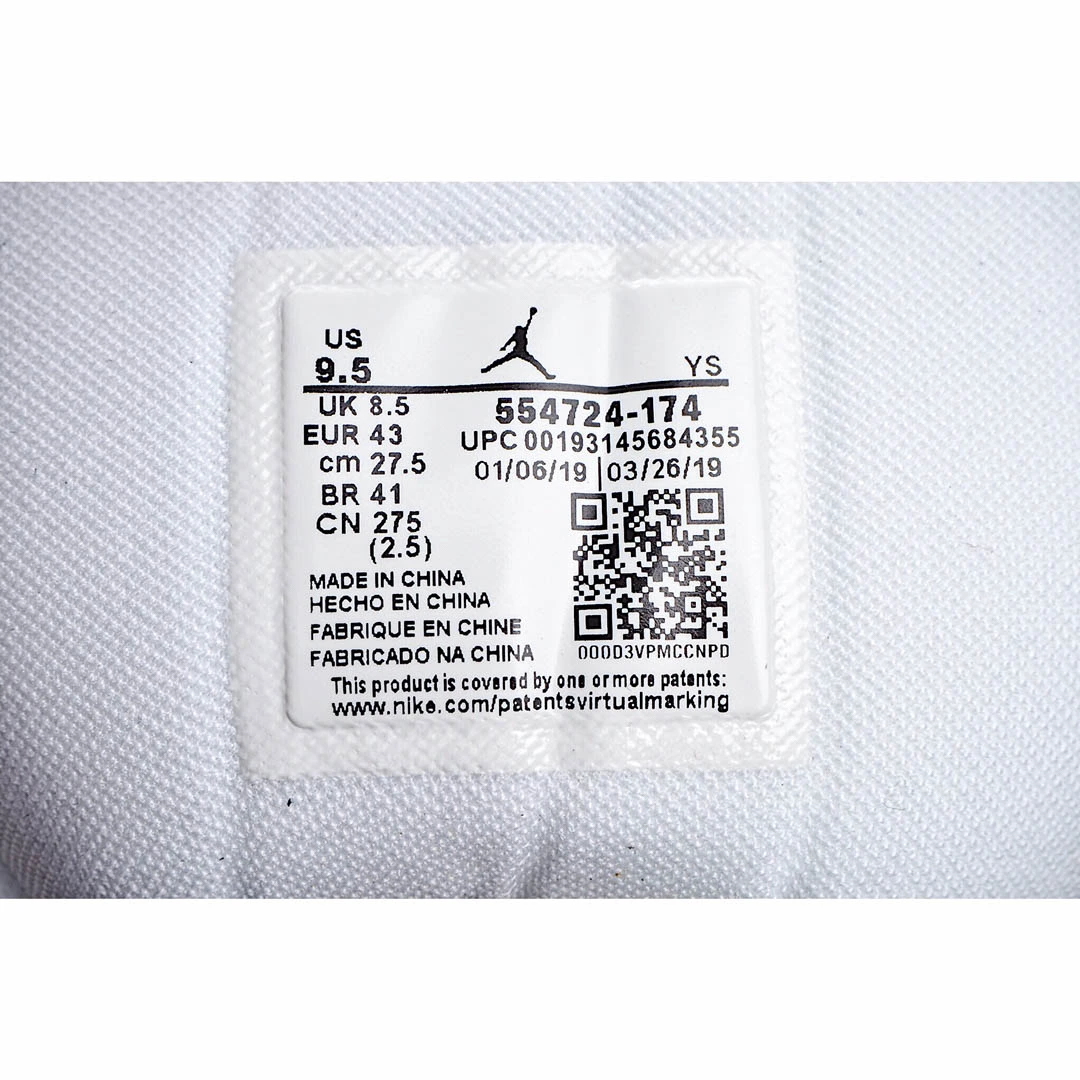 US
9.5 YS
UK 8.5 554724-174
EUR 43 UPC 00193145684355
cm 27.5 01/06/19 | 03/26/19
BR 41
CN 275
(2.5)
MADE IN CHINA
HECHO EN CHINA
FABRIQUE EN CHINE
FABRICADO NA CHINA 000D3VPMCCNPD
This product is covered by one or more patents:
www.nike.com/patentsvirtualmarking